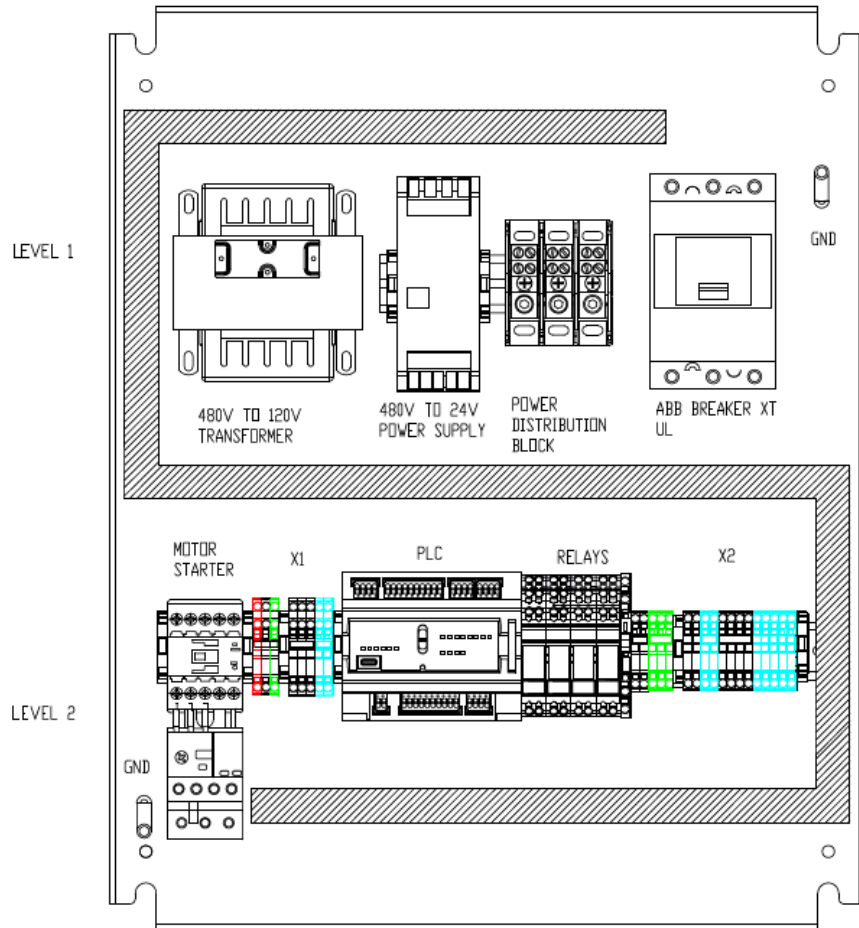 LEVEL 1
GND
480V TO 120V
TRANSFORMER
480V TO 24V
POWER SUPPLY
POWER
DISTRIBUTION
BLOCK
ABB BREAKER XT
UL
MOTOR
STARTER
X1
PLC
RELAYS
X2
LEVEL 2
GND